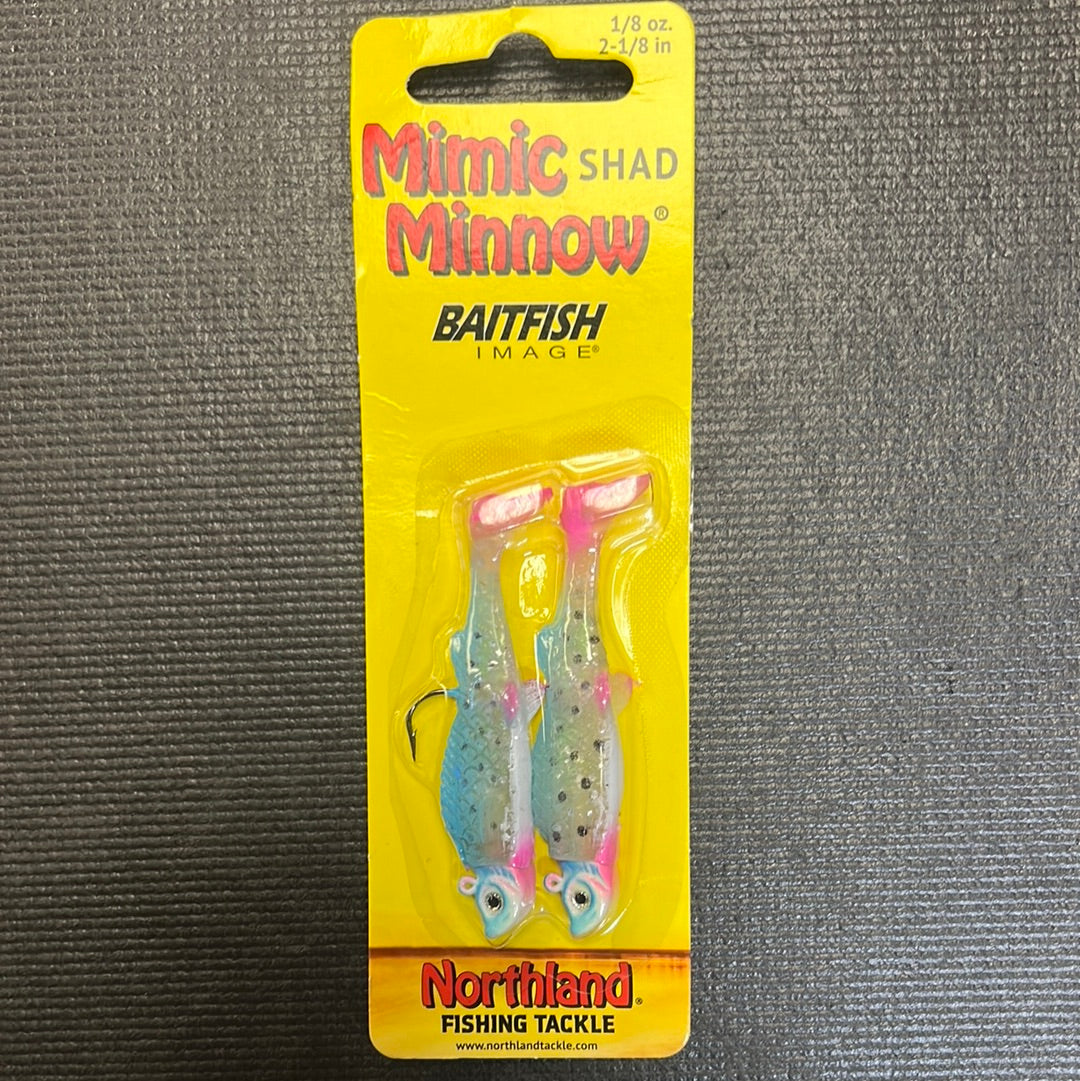 1/8 oz.
2-1/8 in
Mimic SHAD
Minnow®
BAITFISH
IMAGE®
Northland®
FISHING TACKLE
www.northlandtackle.com